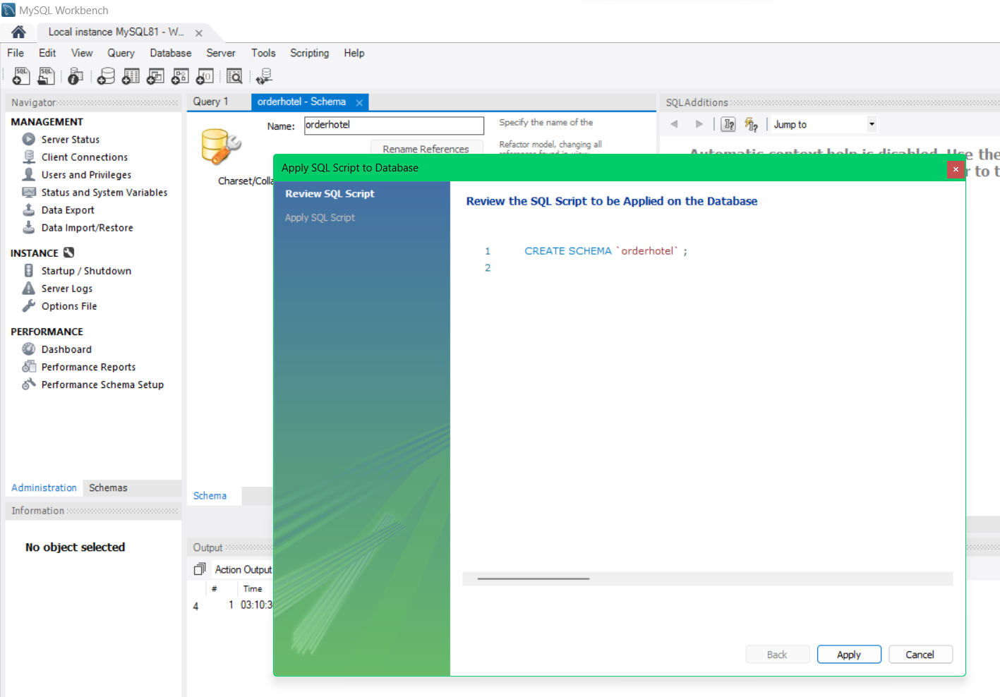 MySQL Workbench
Local instance MySQL81 - W...
File Edit View Query Database Server Tools Scripting Help
Navigator
MANAGEMENT
Server Status
Client Connections
Users and Privileges
Status and System Variables
Data Export
Data Import/Restore
INSTANCE
Startup / Shutdown
Server Logs
Options File
PERFORMANCE
Dashboard
Performance Reports
Performance Schema Setup
Administration Schemas
Information
No object selected
Query 1 orderhotel - Schema
Name: orderhotel
Specify the name of the
Rename References
Refactor model, changing all
Charset/Colla
Schema
SQLAdditions
Jump to
Automatic context help is disabled. Use the
to t
Apply SQL Script to Database
Review SQL Script
Apply SQL Script
Review the SQL Script to be Applied on the Database
1 CREATE SCHEMA `orderhotel` ;
2
Back Apply Cancel
Output
Action Output
# Time
4 1 03:10:3